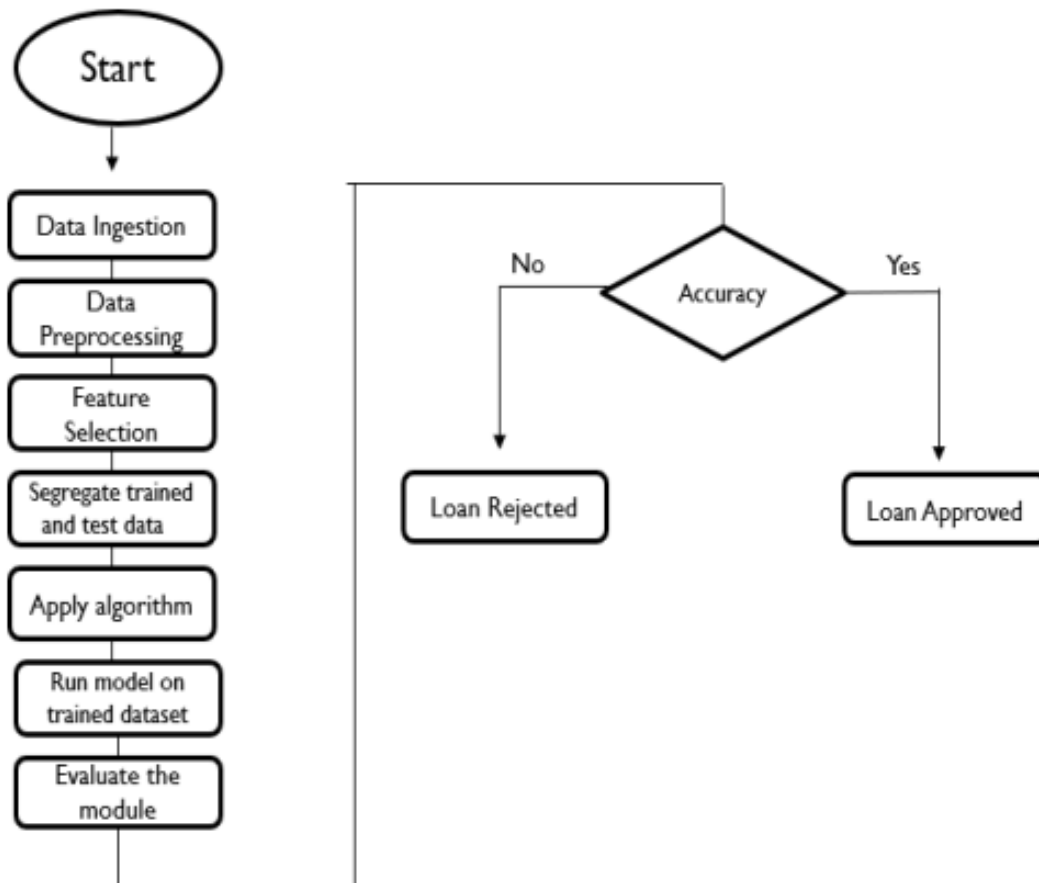 Start
Data Ingestion
Data
Preprocessing
Feature
Selection
Segregate trained
and test data
Apply algorithm
Run model on
trained dataset
Evaluate the
module
Accuracy
No
Yes
Loan Rejected
Loan Approved